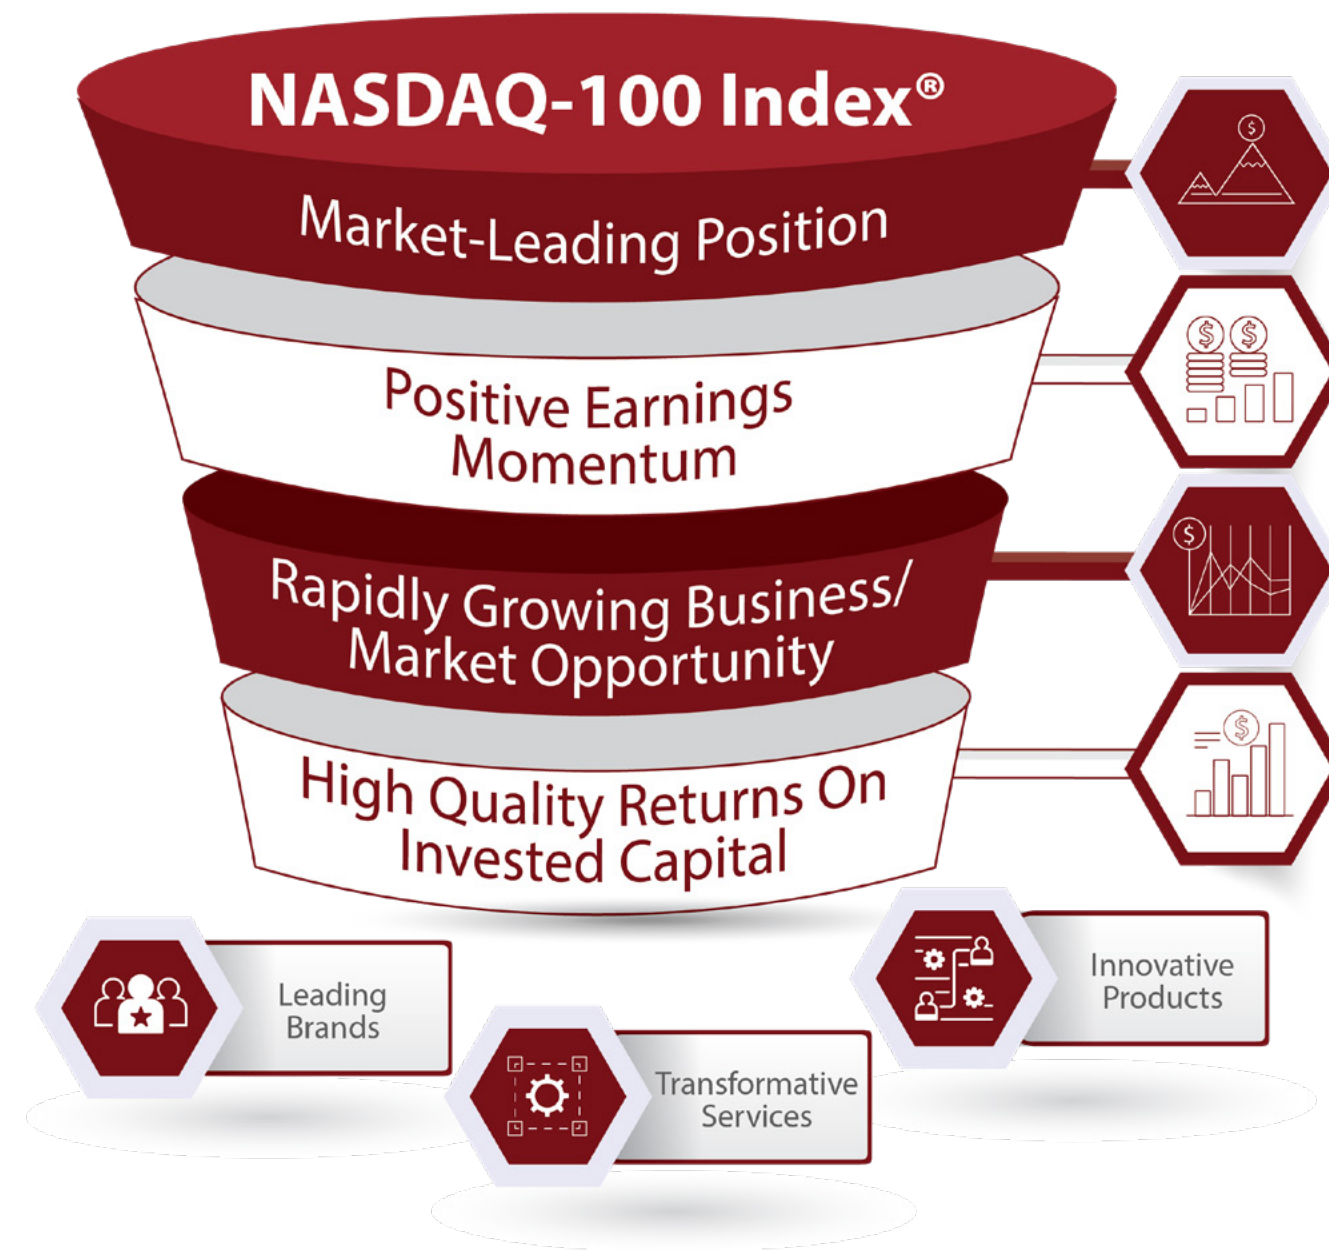 NASDAQ-100 Index®
Market-Leading Position
Positive Earnings
Momentum
Rapidly Growing Business/
Market Opportunity
High Quality Returns On
Invested Capital
Leading
Brands
Transformative
Services
Innovative
Products
$
$ $
$
$